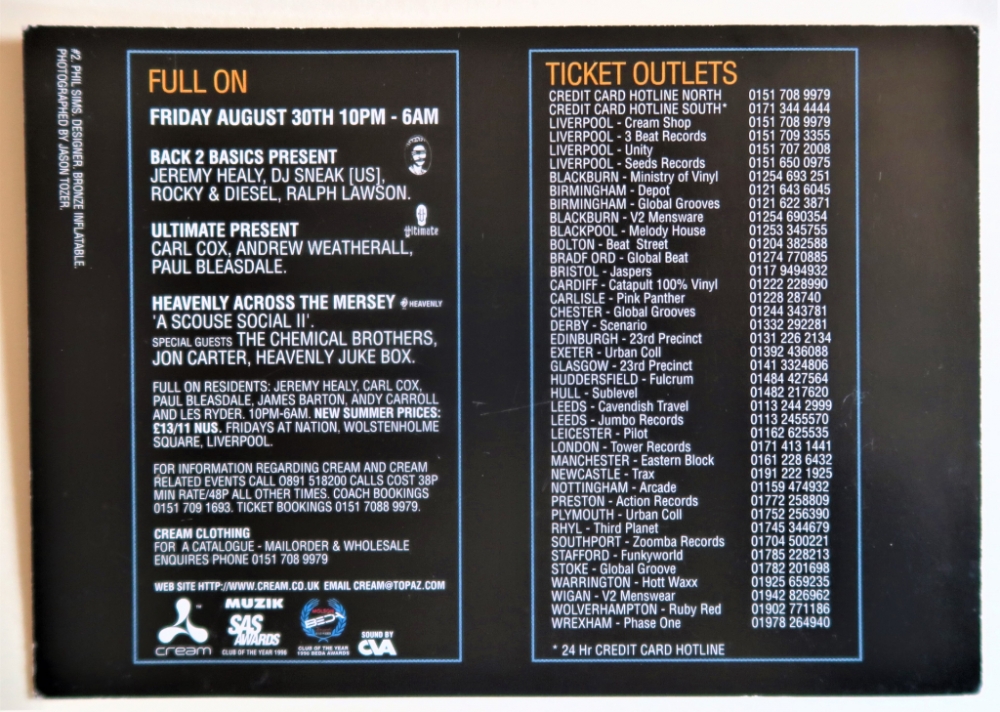 #2. PHIL SIMS. DESIGNER. BRONZE INFLATABLE.
PHOTOGRAPHED BY JASON TOZER.
FULL ON
FRIDAY AUGUST 30TH 10PM - 6AM
BACK 2 BASICS PRESENT
JEREMY HEALY, DJ SNEAK [US],
ROCKY & DIESEL, RALPH LAWSON.
ULTIMATE PRESENT
Ultimate
CARL COX, ANDREW WEATHERALL,
PAUL BLEASDALE.
HEAVENLY ACROSS THE MERSEY HEAVENLY
'A SCOUSE SOCIAL II'.
SPECIAL GUESTS THE CHEMICAL BROTHERS,
JON CARTER, HEAVENLY JUKE BOX.
FULL ON RESIDENTS: JEREMY HEALY, CARL COX,
PAUL BLEASDALE, JAMES BARTON, ANDY CARROLL
AND LES RYDER. 10PM-6AM. NEW SUMMER PRICES:
£13/11 NUS. FRIDAYS AT NATION, WOLSTENHOLME
SQUARE, LIVERPOOL.
FOR INFORMATION REGARDING CREAM AND CREAM
RELATED EVENTS CALL 0891 518200 CALLS COST 38P
MIN RATE/48P ALL OTHER TIMES. COACH BOOKINGS
0151 709 1693. TICKET BOOKINGS 0151 7088 9979.
CREAM CLOTHING
FOR A CATALOGUE - MAILORDER & WHOLESALE
ENQUIRES PHONE 0151 708 9979
WEB SITE HTTP://WWW.CREAM.CO.UK EMAIL CREAM@TOPAZ.COM
cream
MUZIK
SAS
AWARDS
CLUB OF THE YEAR 1996
BEDA
CLUB OF THE YEAR
1996 BEDA AWARDS
SOUND BY
CVA
TICKET OUTLETS
CREDIT CARD HOTLINE NORTH 0151 708 9979
CREDIT CARD HOTLINE SOUTH* 0171 344 4444
LIVERPOOL - Cream Shop 0151 708 9979
LIVERPOOL - 3 Beat Records 0151 709 3355
LIVERPOOL - Unity 0151 707 2008
LIVERPOOL - Seeds Records 0151 650 0975
BLACKBURN - Ministry of Vinyl 01254 693 251
BIRMINGHAM - Depot 0121 643 6045
BIRMINGHAM - Global Grooves 0121 622 3871
BLACKBURN - V2 Mensware 01254 690354
BLACKPOOL - Melody House 01253 345755
BOLTON - Beat Street 01204 382588
BRADF ORD - Global Beat 01274 770885
BRISTOL - Jaspers 0117 9494932
CARDIFF - Catapult 100% Vinyl 01222 228990
CARLISLE - Pink Panther 01228 28740
CHESTER - Global Grooves 01244 343781
DERBY - Scenario 01332 292281
EDINBURGH - 23rd Precinct 0131 226 2134
EXETER - Urban Coll 01392 436088
GLASGOW - 23rd Precinct 0141 3324806
HUDDERSFIELD - Fulcrum 01484 427564
HULL - Sublevel 01482 217620
LEEDS - Cavendish Travel 0113 244 2999
LEEDS - Jumbo Records 0113 2455570
LEICESTER - Pilot 01162 625535
LONDON - Tower Records 0171 413 1441
MANCHESTER - Eastern Block 0161 228 6432
NEWCASTLE - Trax 0191 222 1925
NOTTINGHAM - Arcade 01159 474932
PRESTON - Action Records 01772 258809
PLYMOUTH - Urban Coll 01752 256390
RHYL - Third Planet 01745 344679
SOUTHPORT - Zoomba Records 01704 500221
STAFFORD - Funkyworld 01785 228213
STOKE - Global Groove 01782 201698
WARRINGTON - Hott Waxx 01925 659235
WIGAN - V2 Menswear 01942 826962
WOLVERHAMPTON - Ruby Red 01902 771186
WREXHAM - Phase One 01978 264940
* 24 Hr CREDIT CARD HOTLINE